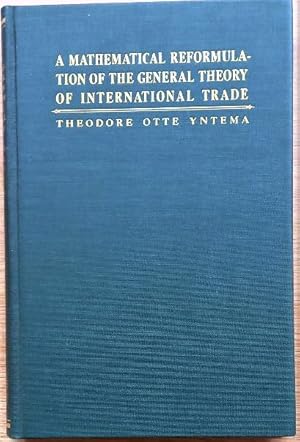 A MATHEMATICAL REFORMULA-
TION OF THE GENERAL THEORY
OF INTERNATIONAL TRADE
THEODORE OTTE YNTEMA